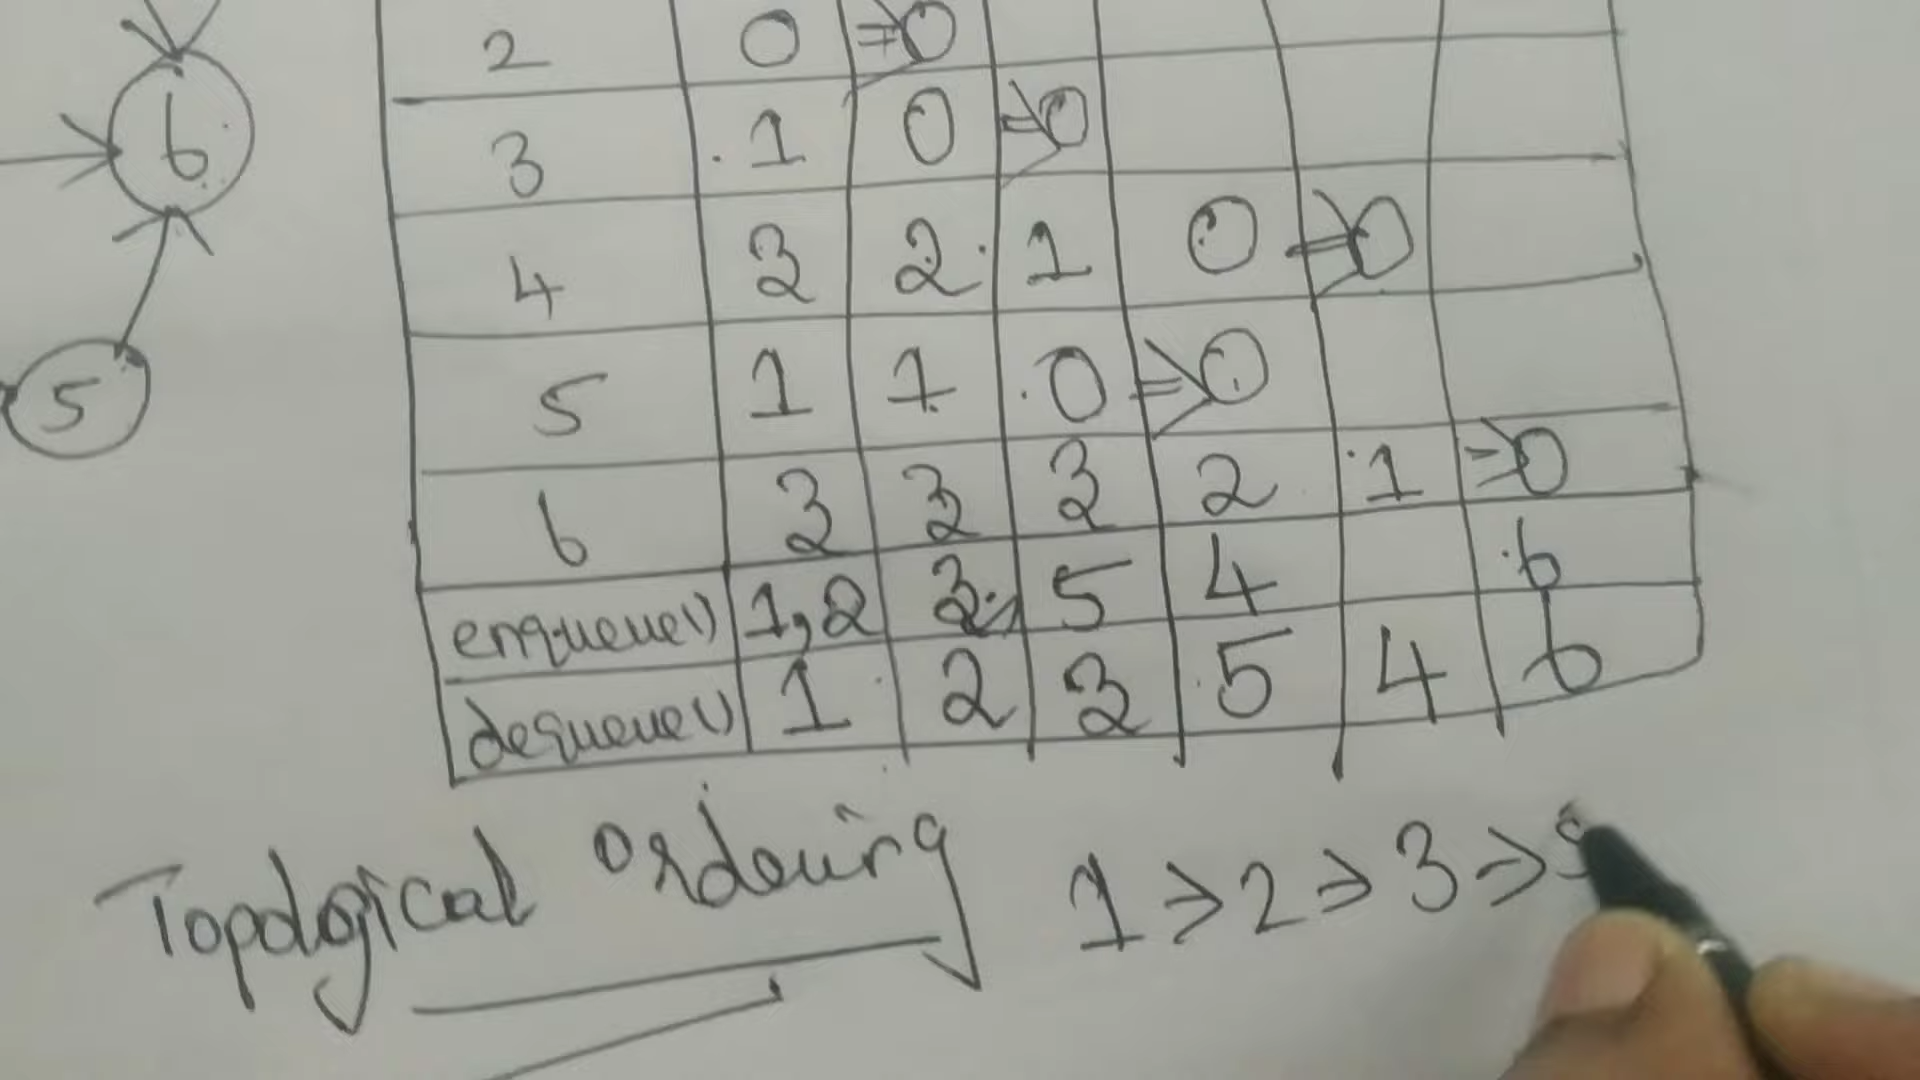 2 0 ⇒0
6 3 1 0 ⇒0
4 3 2 1 0 ⇒0
5 5 1 1 0 ⇒0
6 3 3 3 2 1 ⇒0
enqueue() 1,2 3 5 4 6
dequeue() 1 2 3 5 4 6
Topological Ordering 1 ⇒ 2 ⇒ 3 ⇒